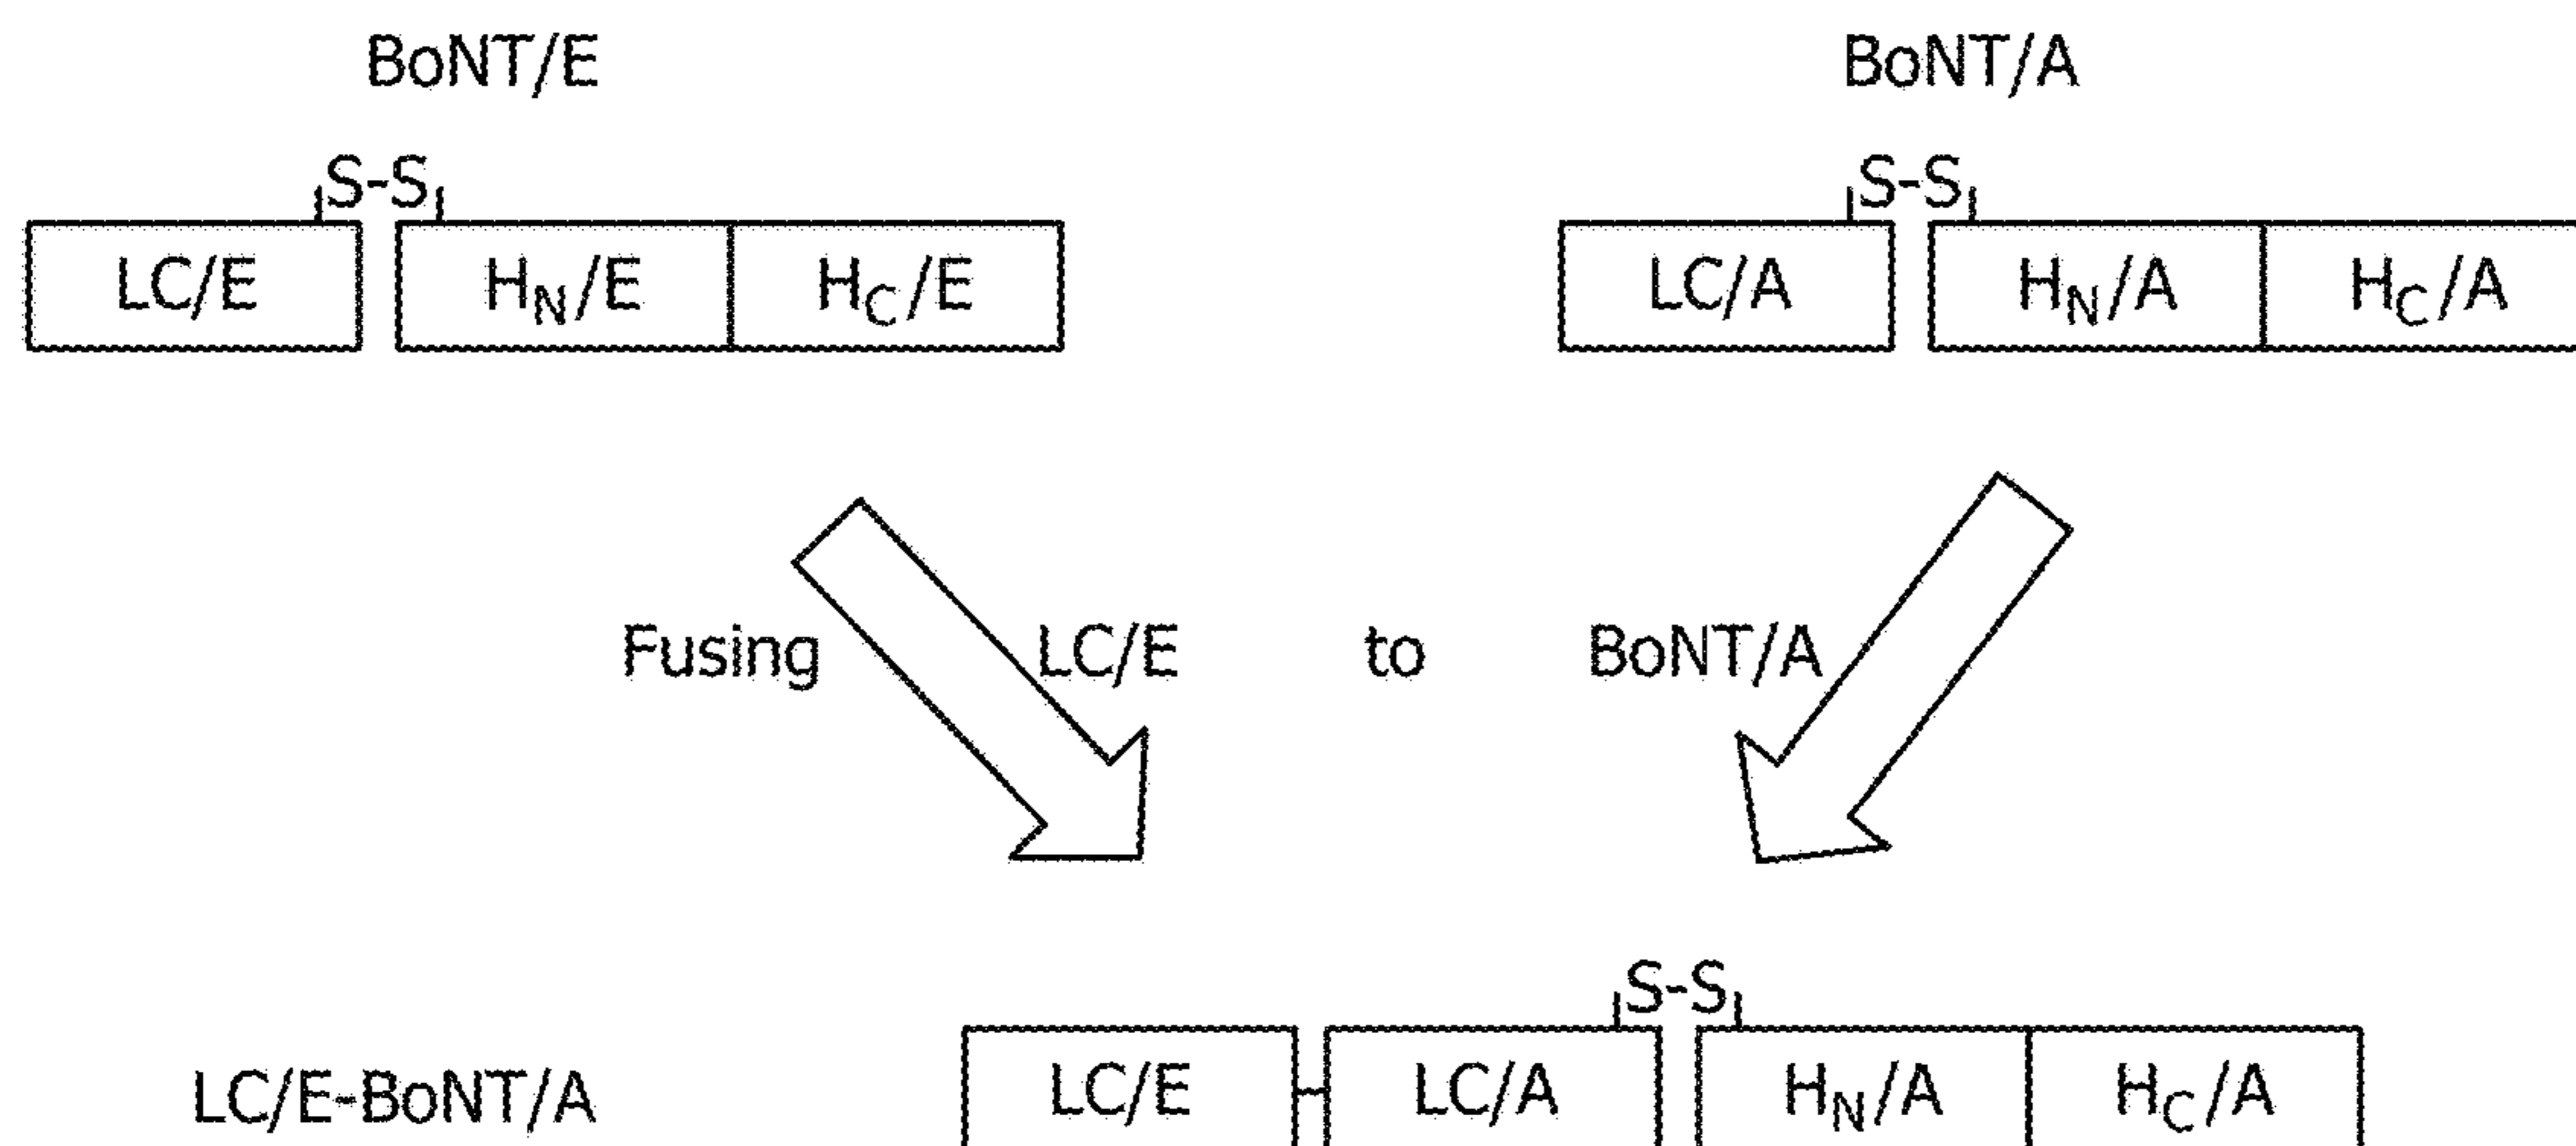 BoNT/E BoNT/A
S-S S-S
LC/E HN/E HC/E LC/A HN/A HC/A
Fusing LC/E to BoNT/A
S-S
LC/E-BoNT/A LC/E LC/A HN/A HC/A